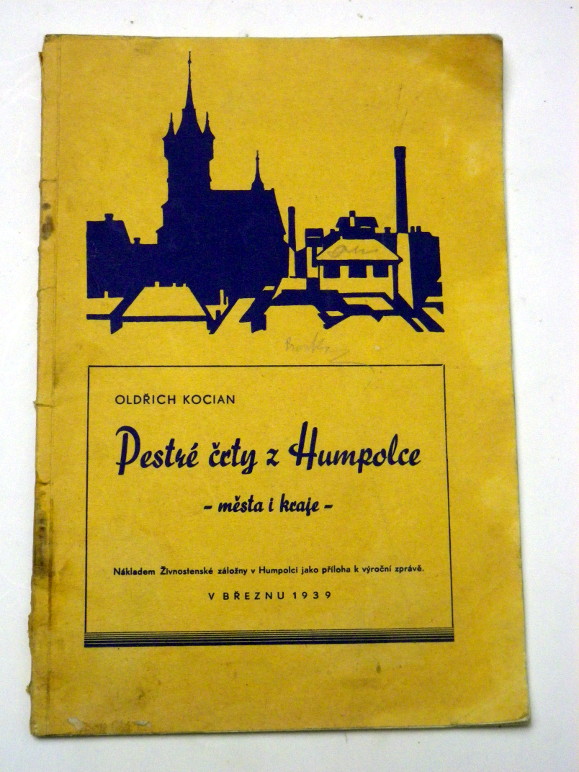 OLDŘICH KOCIAN
Pestré črty z Humpolce
- města i kraje -
Nákladem Živnostenské záložny v Humpolci jako příloha k výroční zprávě.
V BŘEZNU 1939